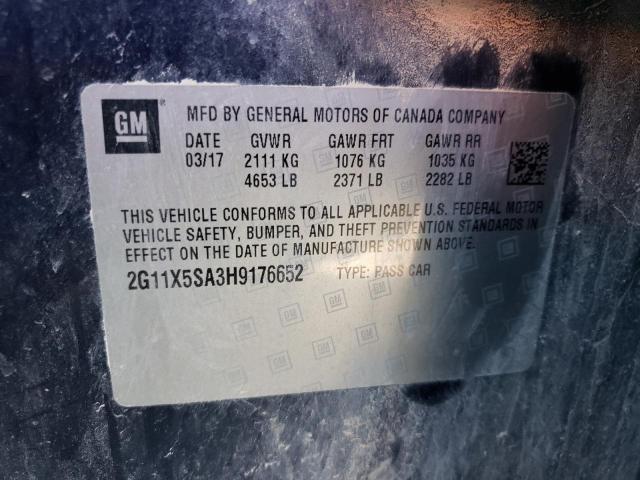 GM
MFD BY GENERAL MOTORS OF CANADA COMPANY
DATE GVWR GAWR FRT GAWR RR
03/17 2111 KG 1076 KG 1035 KG
4653 LB 2371 LB 2282 LB
THIS VEHICLE CONFORMS TO ALL APPLICABLE U.S. FEDERAL MOTOR
VEHICLE SAFETY, BUMPER, AND THEFT PREVENTION STANDARDS IN
EFFECT ON THE DATE OF MANUFACTURE SHOWN ABOVE.
2G11X5SA3H9176652 TYPE: PASS CAR